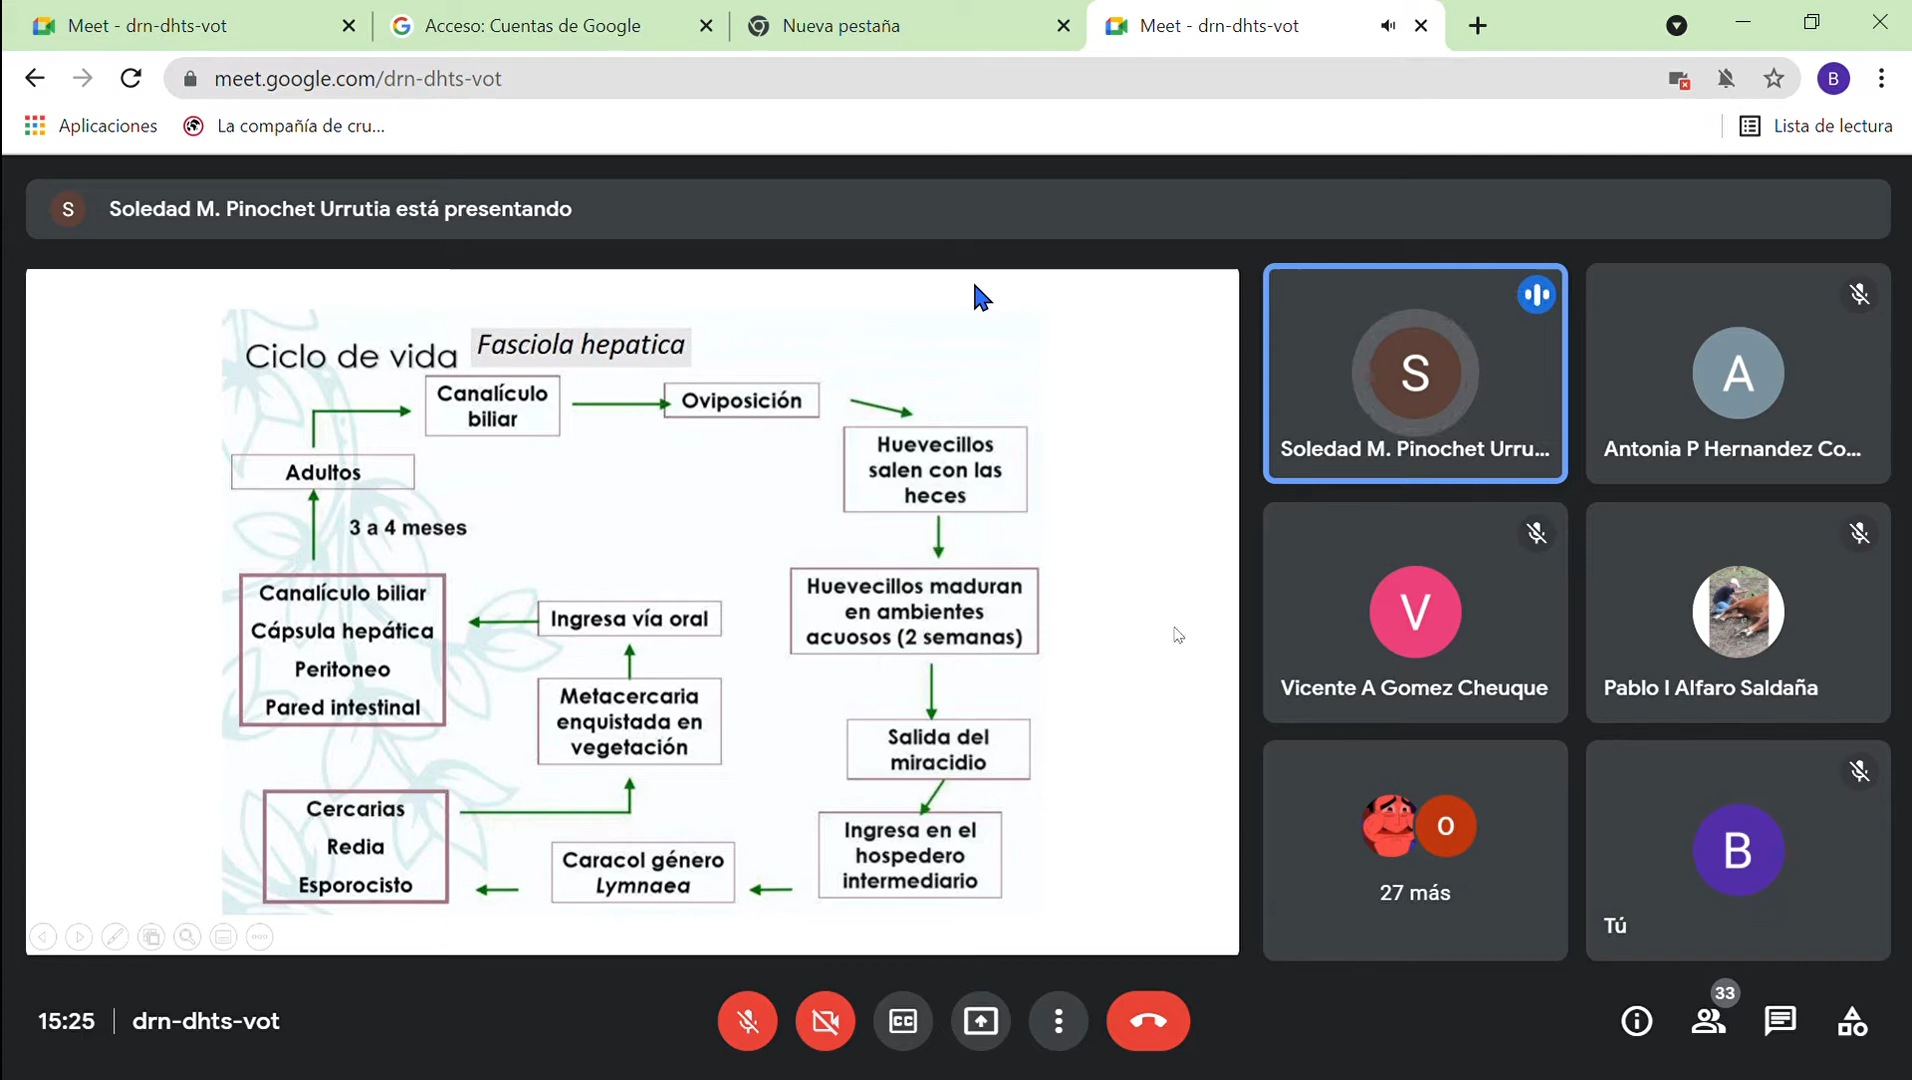 Meet - drn-dhts-vot
Acceso: Cuentas de Google
Nueva pestaña
Meet - drn-dhts-vot
meet.google.com/drn-dhts-vot
B
Aplicaciones
La compañía de cru...
Lista de lectura
S
Soledad M. Pinochet Urrutia está presentando
Ciclo de vida
Fasciola hepatica
Canalículo
biliar
Oviposición
Huevecillos
salen con las
heces
Adultos
3 a 4 meses
Huevecillos maduran
en ambientes
acuosos (2 semanas)
Canalículo biliar
Cápsula hepática
Peritoneo
Pared intestinal
Ingresa vía oral
Metacercaria
enquistada en
vegetación
Salida del
miracidio
Cercarias
Redia
Esporocisto
Caracol género
Lymnaea
Ingresa en el
hospedero
intermediario
S
Soledad M. Pinochet Urru...
A
Antonia P Hernandez Co...
V
Vicente A Gomez Cheuque
Pablo I Alfaro Saldaña
O
27 más
B
Tú
15:25
drn-dhts-vot
CC
33